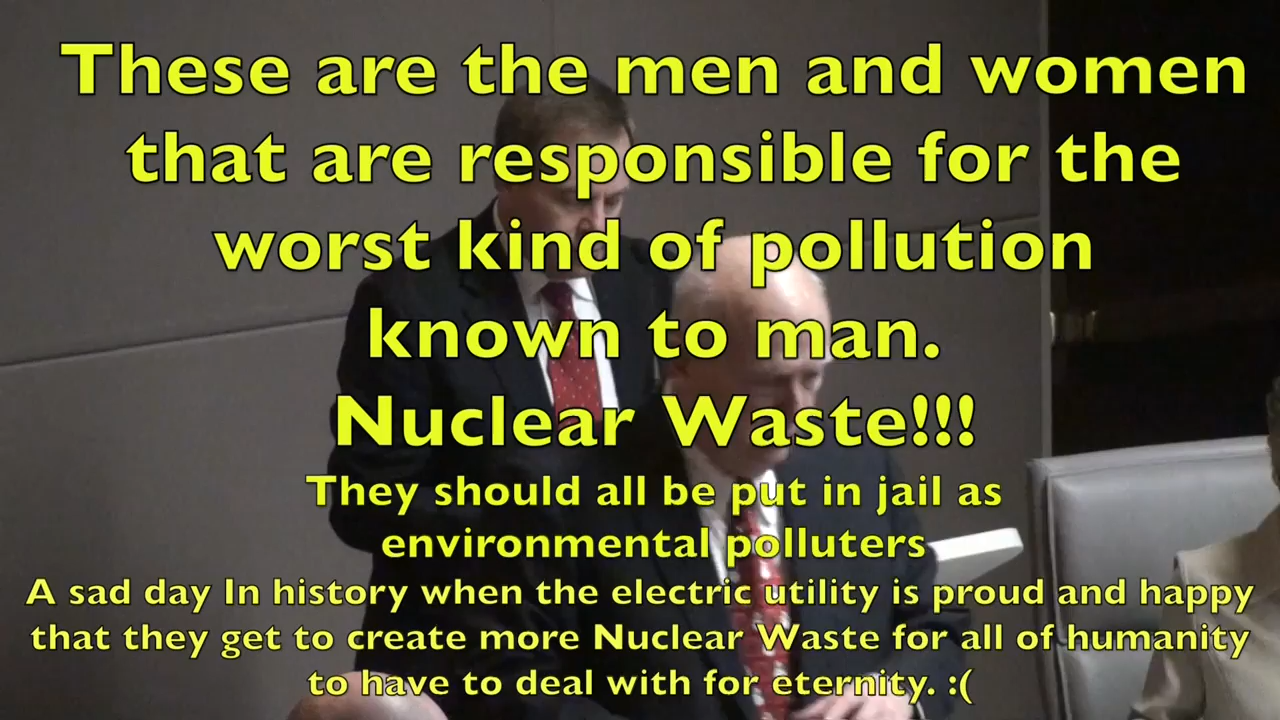 These are the men and women
that are responsible for the
worst kind of pollution
known to man.
Nuclear Waste!!!
They should all be put in jail as
environmental polluters
A sad day In history when the electric utility is proud and happy
that they get to create more Nuclear Waste for all of humanity
to have to deal with for eternity. :(